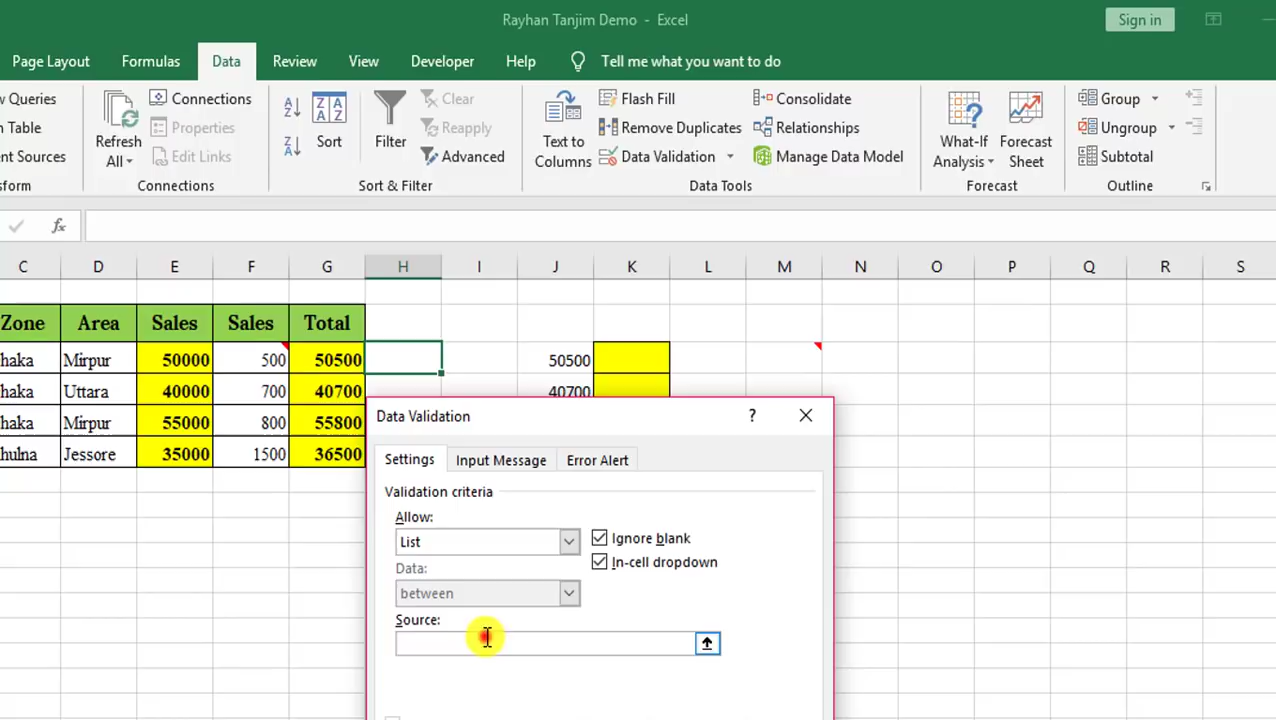 Rayhan Tanjim Demo - Excel
Sign in
Page Layout Formulas Data Review View Developer Help Tell me what you want to do
w Queries
n Table
ent Sources
sform
Refresh
All
Connections
Properties
Edit Links
Connections
Sort
Filter
Clear
Reapply
Advanced
Sort & Filter
Text to
Columns
Flash Fill
Remove Duplicates
Data Validation
Consolidate
Relationships
Manage Data Model
Data Tools
What-If
Analysis
Forecast
Sheet
Forecast
Group
Ungroup
Subtotal
Outline
fx
C D E F G H I J K L M N O P Q R S
Zone Area Sales Sales Total
haka Mirpur 50000 500 50500 50500
haka Uttara 40000 700 40700 40700
haka Mirpur 55000 800 55800
hulna Jessore 35000 1500 36500
Data Validation ?
Settings Input Message Error Alert
Validation criteria
Allow:
List
Ignore blank
In-cell dropdown
Data:
between
Source: